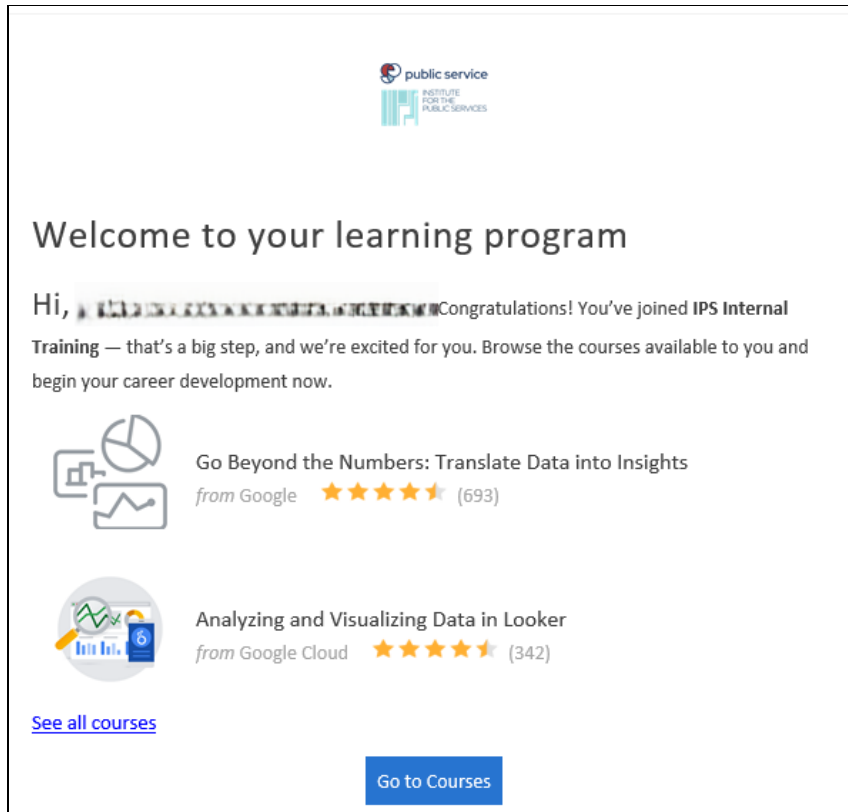 public service
INSTITUTE
FOR THE
PUBLIC SERVICES
Welcome to your learning program
Hi, Congratulations! You’ve joined IPS Internal
Training — that’s a big step, and we’re excited for you. Browse the courses available to you and
begin your career development now.
Go Beyond the Numbers: Translate Data into Insights
from Google (693)
Analyzing and Visualizing Data in Looker
from Google Cloud (342)
See all courses
Go to Courses